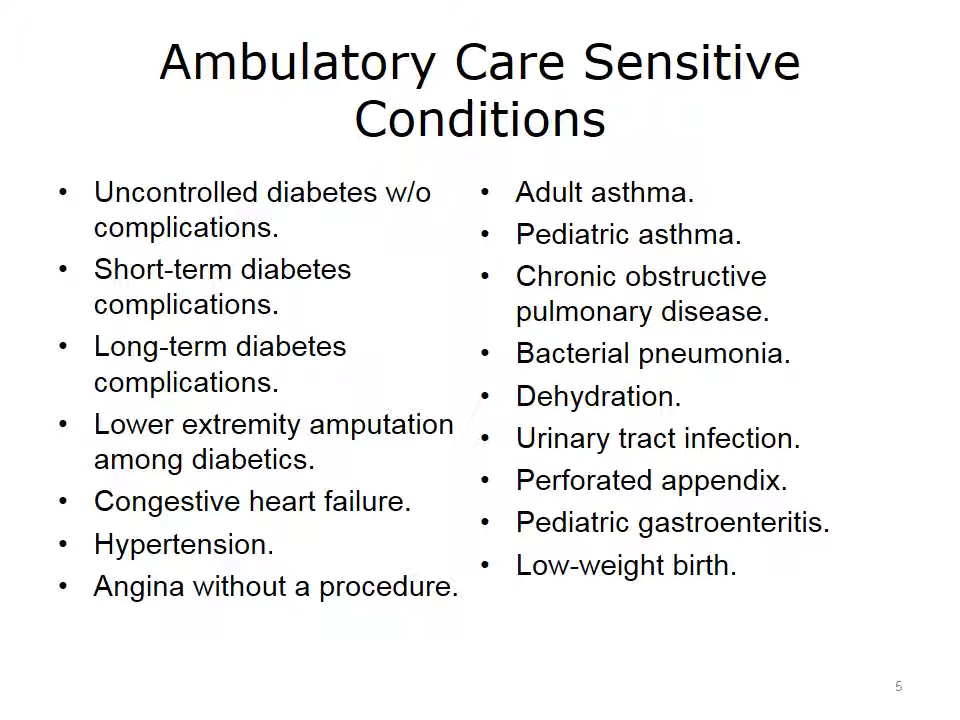 Ambulatory Care Sensitive
Conditions
• Uncontrolled diabetes w/o
complications.
• Short-term diabetes
complications.
• Long-term diabetes
complications.
• Lower extremity amputation
among diabetics.
• Congestive heart failure.
• Hypertension.
• Angina without a procedure.
• Adult asthma.
• Pediatric asthma.
• Chronic obstructive
pulmonary disease.
• Bacterial pneumonia.
• Dehydration.
• Urinary tract infection.
• Perforated appendix.
• Pediatric gastroenteritis.
• Low-weight birth.
5